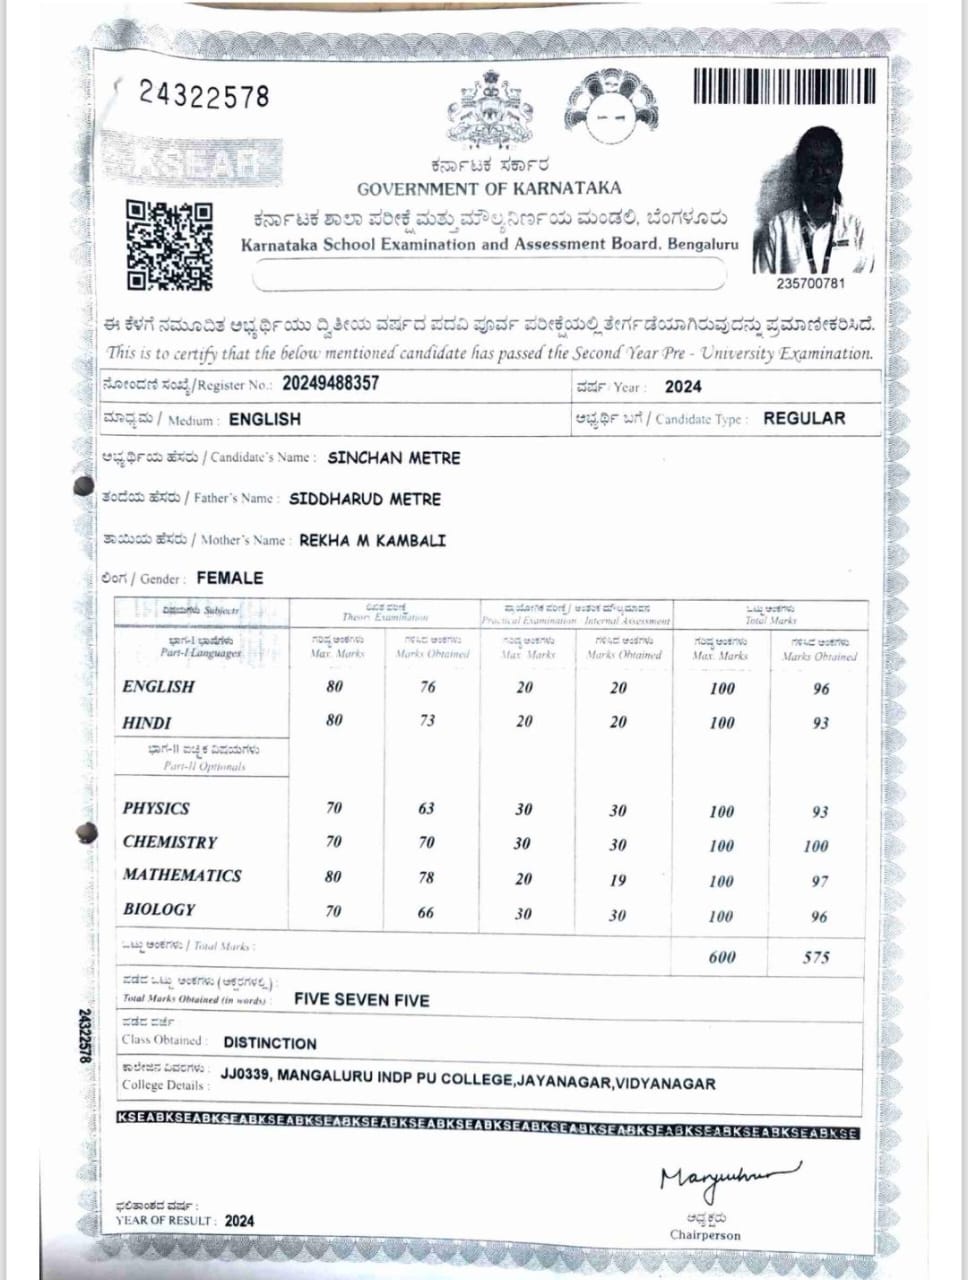 24322578
KSEAB
ಕರ್ನಾಟಕ ಸರ್ಕಾರ
GOVERNMENT OF KARNATAKA
ಕರ್ನಾಟಕ ಶಾಲಾ ಪರೀಕ್ಷೆ ಮತ್ತು ಮೌಲ್ಯನಿರ್ಣಯ ಮಂಡಲಿ, ಬೆಂಗಳೂರು
Karnataka School Examination and Assessment Board, Bengaluru
235700781
ಈ ಕೆಳಗೆ ನಮೂದಿತ ಅಭ್ಯರ್ಥಿಯು ದ್ವಿತೀಯ ವರ್ಷದ ಪದವಿ ಪೂರ್ವ ಪರೀಕ್ಷೆಯಲ್ಲಿ ತೇರ್ಗಡೆಯಾಗಿರುವುದನ್ನು ಪ್ರಮಾಣೀಕರಿಸಿದೆ.
This is to certify that the below mentioned candidate has passed the Second Year Pre - University Examination.
ನೋಂದಣಿ ಸಂಖ್ಯೆ/Register No.: 20249488357 ವರ್ಷ Year : 2024
ಮಾಧ್ಯಮ / Medium : ENGLISH ಅಭ್ಯರ್ಥಿ ಬಗೆ / Candidate Type : REGULAR
ಅಭ್ಯರ್ಥಿಯ ಹೆಸರು / Candidate's Name : SINCHAN METRE
ತಂದೆಯ ಹೆಸರು / Father's Name : SIDDHARUD METRE
ತಾಯಿಯ ಹೆಸರು / Mother's Name : REKHA M KAMBALI
ಲಿಂಗ / Gender : FEMALE
ವಿಷಯಗಳು Subjects ಲಿಖಿತ ಪರೀಕ್ಷೆ ಪ್ರಾಯೋಗಿಕ ಪರೀಕ್ಷೆ / ಆಂತರಿಕ ಮೌಲ್ಯಮಾಪನ ಒಟ್ಟು ಅಂಕಗಳು
Theory Examination Practical Examination Internal Assessment Total Marks
ಭಾಗ-I ಭಾಷೆಗಳು ಗರಿಷ್ಠ ಅಂಕಗಳು ಗಳಿಸಿದ ಅಂಕಗಳು ಗರಿಷ್ಠ ಅಂಕಗಳು ಗಳಿಸಿದ ಅಂಕಗಳು ಗರಿಷ್ಠ ಅಂಕಗಳು ಗಳಿಸಿದ ಅಂಕಗಳು
Part-I Languages Max. Marks Marks Obtained Max. Marks Marks Obtained Max. Marks Marks Obtained
ENGLISH 80 76 20 20 100 96
HINDI 80 73 20 20 100 93
ಭಾಗ-II ಐಚ್ಛಿಕ ವಿಷಯಗಳು
Part-II Optionals
PHYSICS 70 63 30 30 100 93
CHEMISTRY 70 70 30 30 100 100
MATHEMATICS 80 78 20 19 100 97
BIOLOGY 70 66 30 30 100 96
ಒಟ್ಟು ಅಂಕಗಳು / Total Marks : 600 575
ಪಡೆದ ಒಟ್ಟು ಅಂಕಗಳು (ಅಕ್ಷರಗಳಲ್ಲಿ) :
Total Marks Obtained (in words) : FIVE SEVEN FIVE
ಪಡೆದ ದರ್ಜೆ
Class Obtained : DISTINCTION
ಕಾಲೇಜಿನ ವಿವರಗಳು :
College Details : JJ0339, MANGALURU INDP PU COLLEGE,JAYANAGAR,VIDYANAGAR
24322578
KSEABKSEABKSEABKSEABKSEABKSEABKSEABKSEABKSEABKSEABKSEABKSEABKSEABKSEABKSEABKSE
ಫಲಿತಾಂಶದ ವರ್ಷ :
YEAR OF RESULT : 2024
ಅಧ್ಯಕ್ಷರು
Chairperson